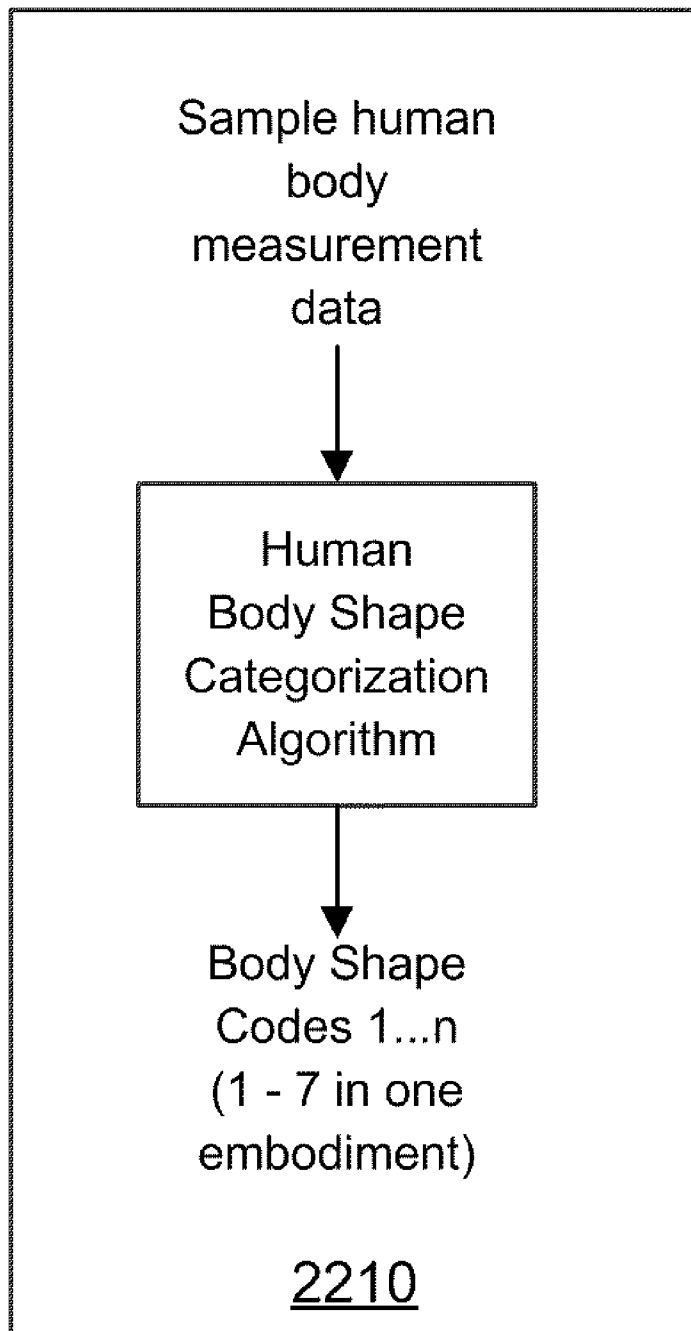 Sample human
body
measurement
data
Human
Body Shape
Categorization
Algorithm
Body Shape
Codes 1...n
(1 - 7 in one
embodiment)
2210